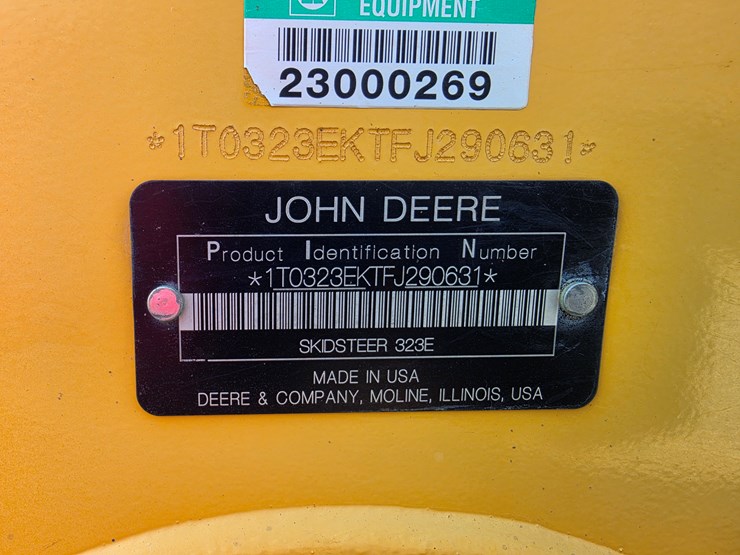 EQUIPMENT
23000269
*1T0323EKTFJ290631*
JOHN DEERE
Product Identification Number
*1T0323EKTFJ290631*
SKIDSTEER 323E
MADE IN USA
DEERE & COMPANY, MOLINE, ILLINOIS, USA